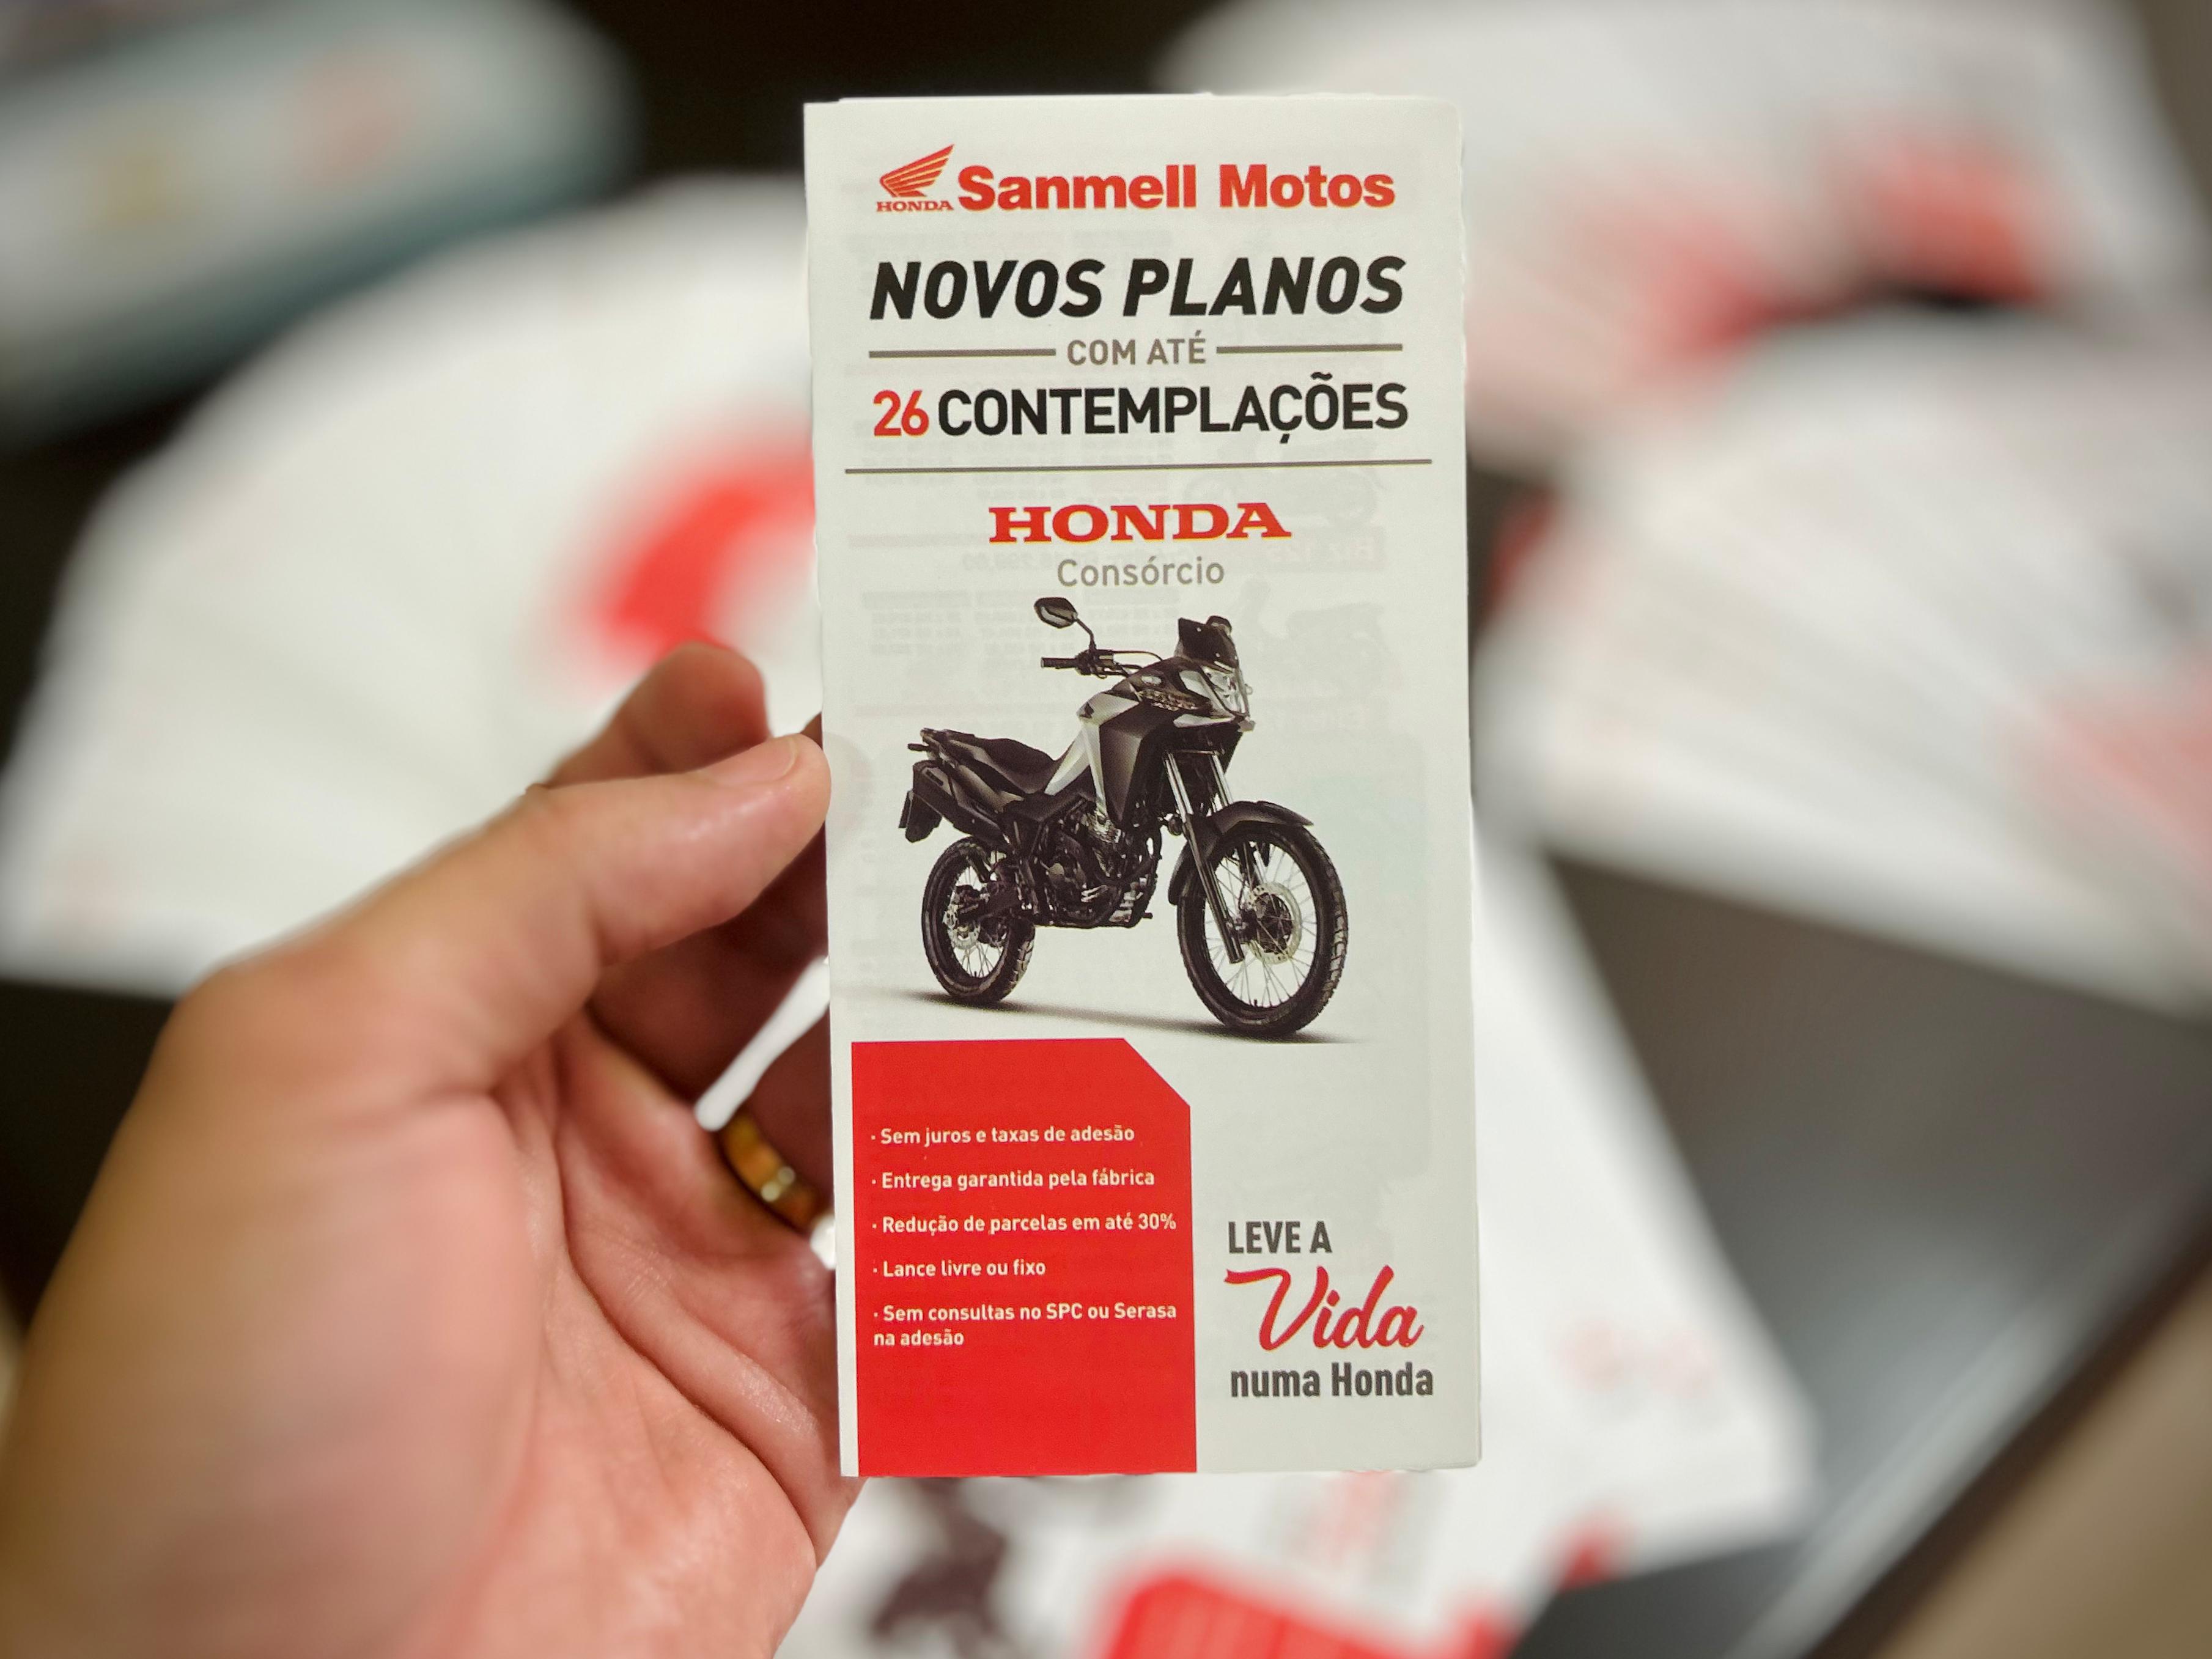 HONDA Sanmell Motos
NOVOS PLANOS
COM ATÉ
26 CONTEMPLAÇÕES
HONDA
Consórcio
· Sem juros e taxas de adesão
· Entrega garantida pela fábrica
· Redução de parcelas em até 30%
· Lance livre ou fixo
· Sem consultas no SPC ou Serasa
na adesão
LEVE A
Vida
numa Honda